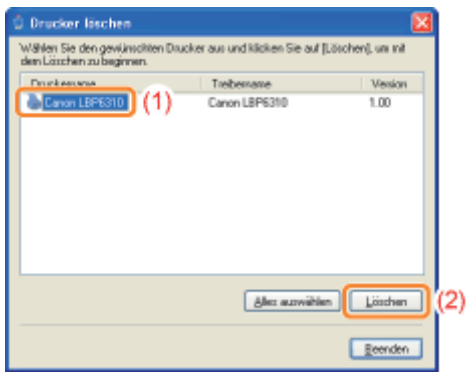 Drucker löschen
Wählen Sie den gewünschten Drucker aus und klicken Sie auf [Löschen], um mit
dem Löschen zu beginnen.
Druckername Treibername Version
Canon LBP6310 (1) Canon LBP6310 1.00
Alles auswählen Löschen (2)
Beenden